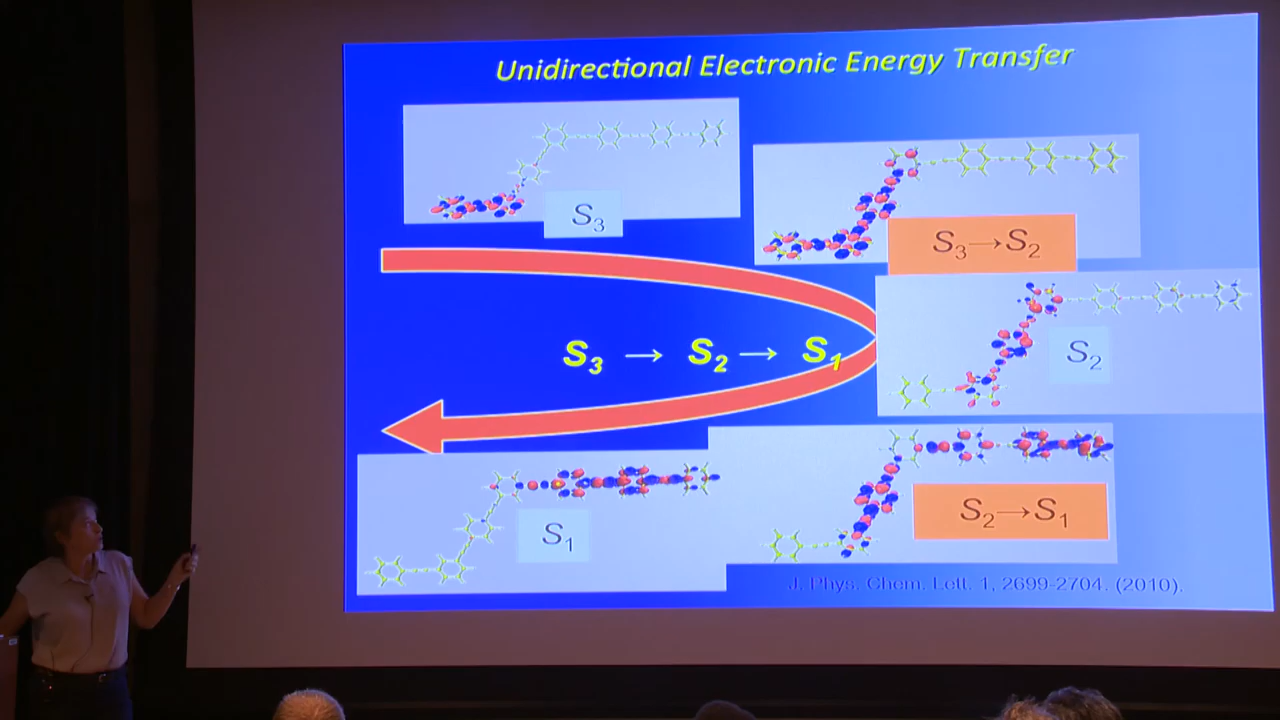 Unidirectional Electronic Energy Transfer
S₃
S₃→S₂
S₃ → S₂ → S₁
S₂
S₁
S₂→S₁
J. Phys. Chem. Lett. 1, 2699-2704. (2010).